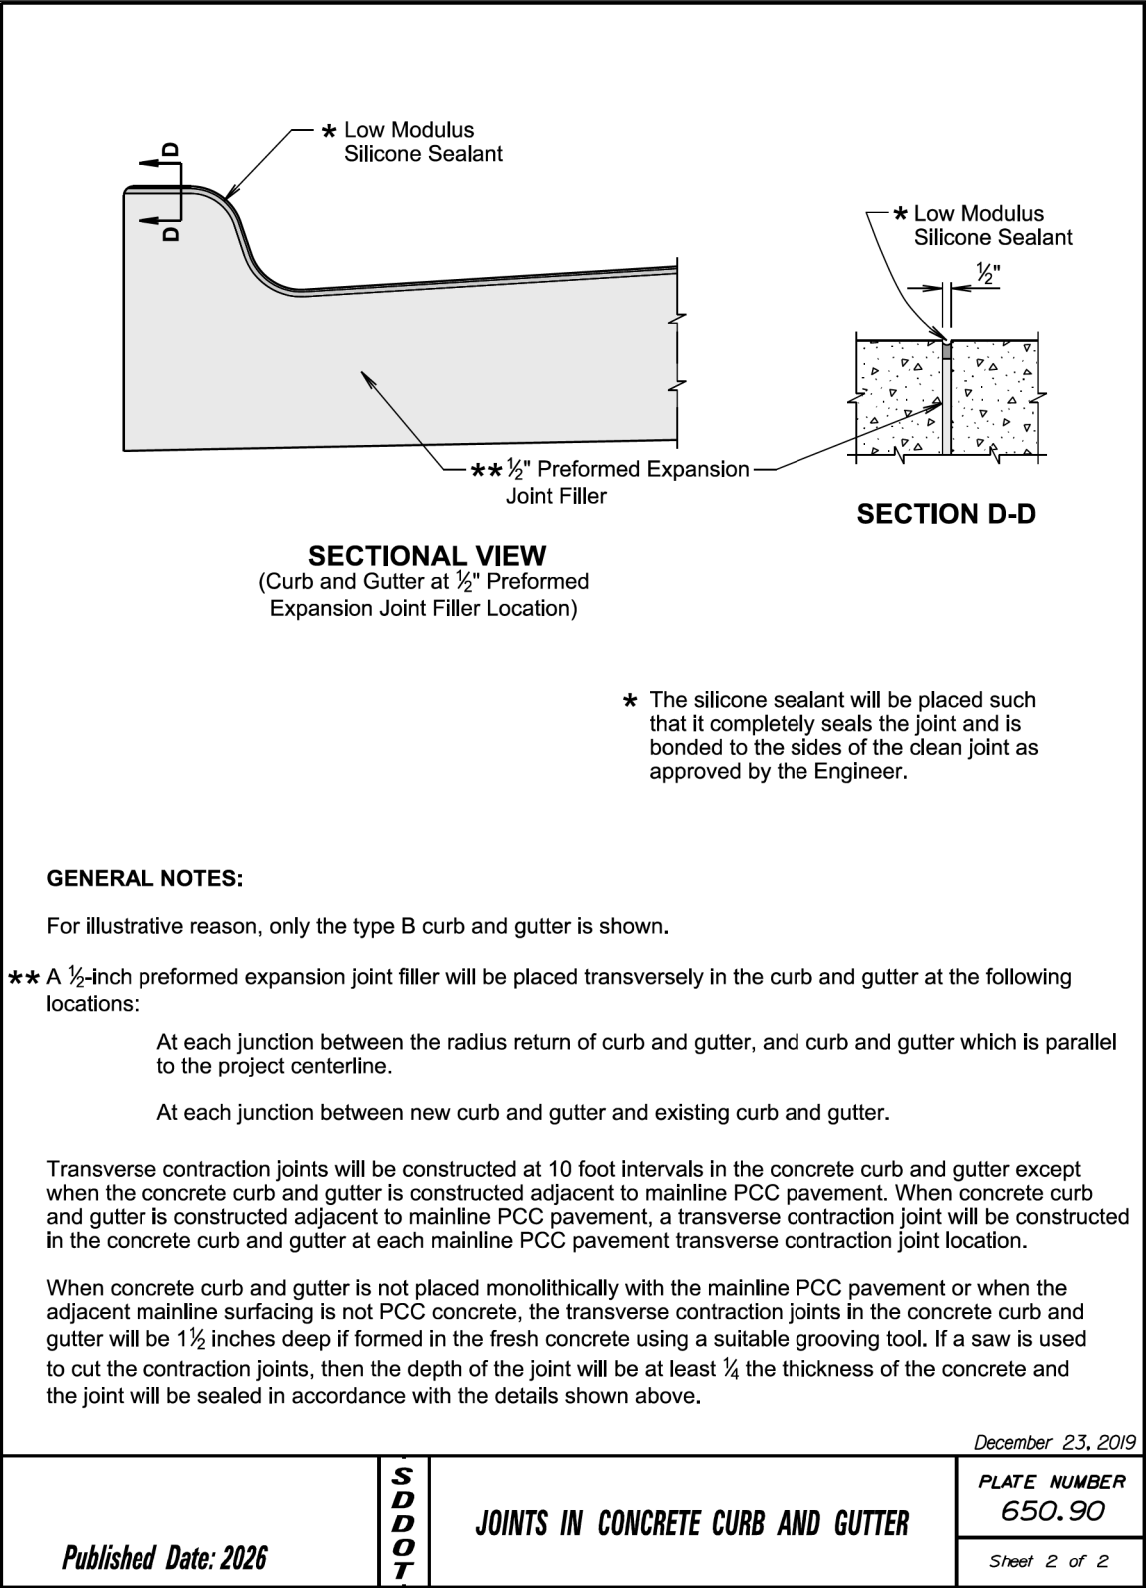 * Low Modulus
Silicone Sealant
D
D
* Low Modulus
Silicone Sealant
½"
** ½" Preformed Expansion
Joint Filler
SECTION D-D
SECTIONAL VIEW
(Curb and Gutter at ½" Preformed
Expansion Joint Filler Location)
* The silicone sealant will be placed such
that it completely seals the joint and is
bonded to the sides of the clean joint as
approved by the Engineer.
GENERAL NOTES:
For illustrative reason, only the type B curb and gutter is shown.
** A ½-inch preformed expansion joint filler will be placed transversely in the curb and gutter at the following
locations:
At each junction between the radius return of curb and gutter, and curb and gutter which is parallel
to the project centerline.
At each junction between new curb and gutter and existing curb and gutter.
Transverse contraction joints will be constructed at 10 foot intervals in the concrete curb and gutter except
when the concrete curb and gutter is constructed adjacent to mainline PCC pavement. When concrete curb
and gutter is constructed adjacent to mainline PCC pavement, a transverse contraction joint will be constructed
in the concrete curb and gutter at each mainline PCC pavement transverse contraction joint location.
When concrete curb and gutter is not placed monolithically with the mainline PCC pavement or when the
adjacent mainline surfacing is not PCC concrete, the transverse contraction joints in the concrete curb and
gutter will be 1½ inches deep if formed in the fresh concrete using a suitable grooving tool. If a saw is used
to cut the contraction joints, then the depth of the joint will be at least ¼ the thickness of the concrete and
the joint will be sealed in accordance with the details shown above.
December 23, 2019
Published Date: 2026
SDDOT
JOINTS IN CONCRETE CURB AND GUTTER
PLATE NUMBER
650.90
Sheet 2 of 2